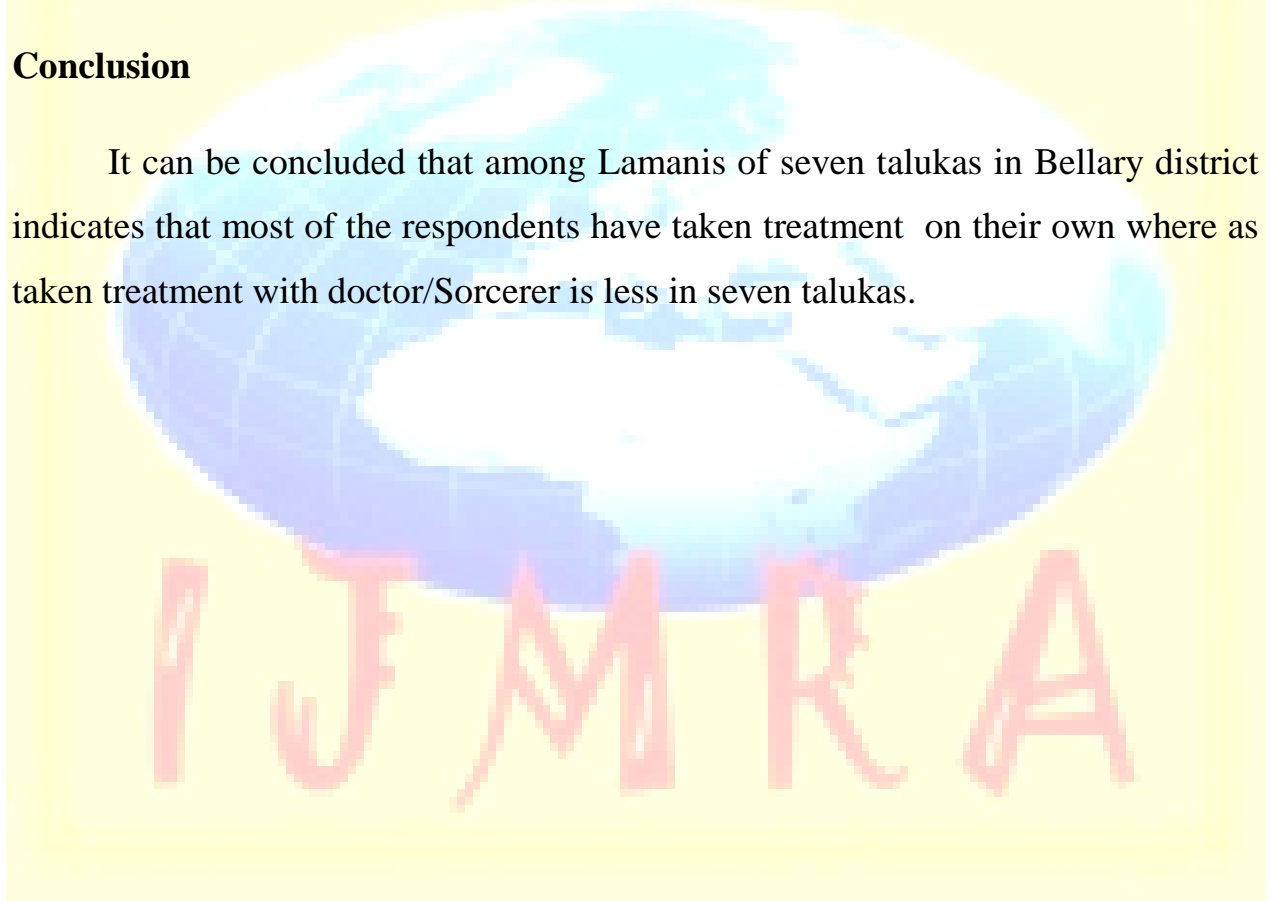 Conclusion
It can be concluded that among Lamanis of seven talukas in Bellary district
indicates that most of the respondents have taken treatment on their own where as
taken treatment with doctor/Sorcerer is less in seven talukas.
IJMRA